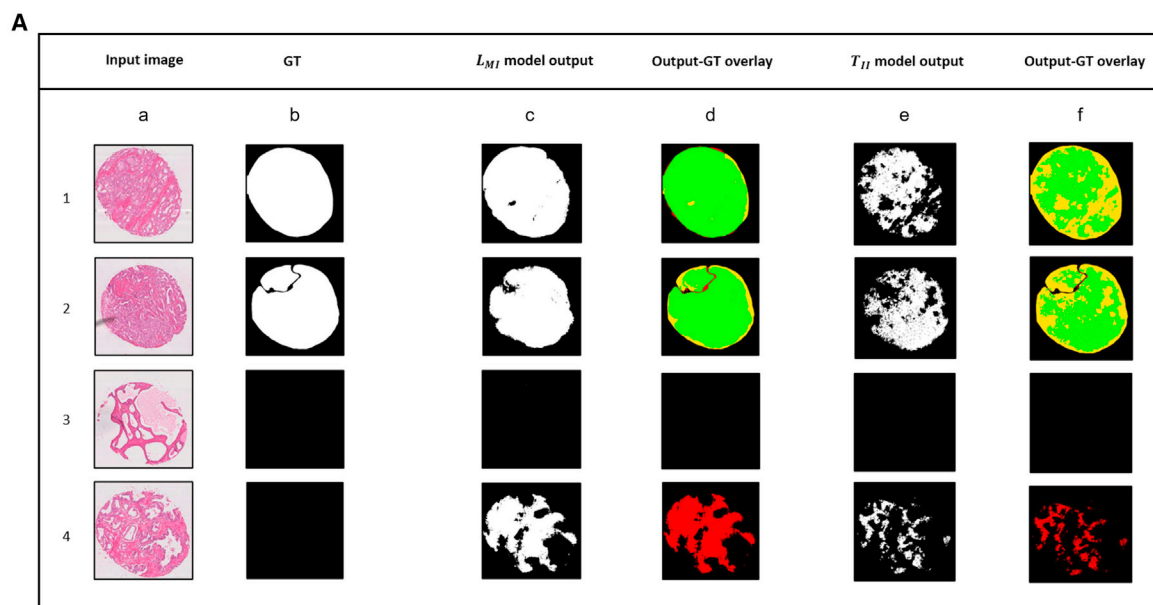 A
Input image GT L_MI model output Output-GT overlay T_II model output Output-GT overlay
a b c d e f
1
2
3
4